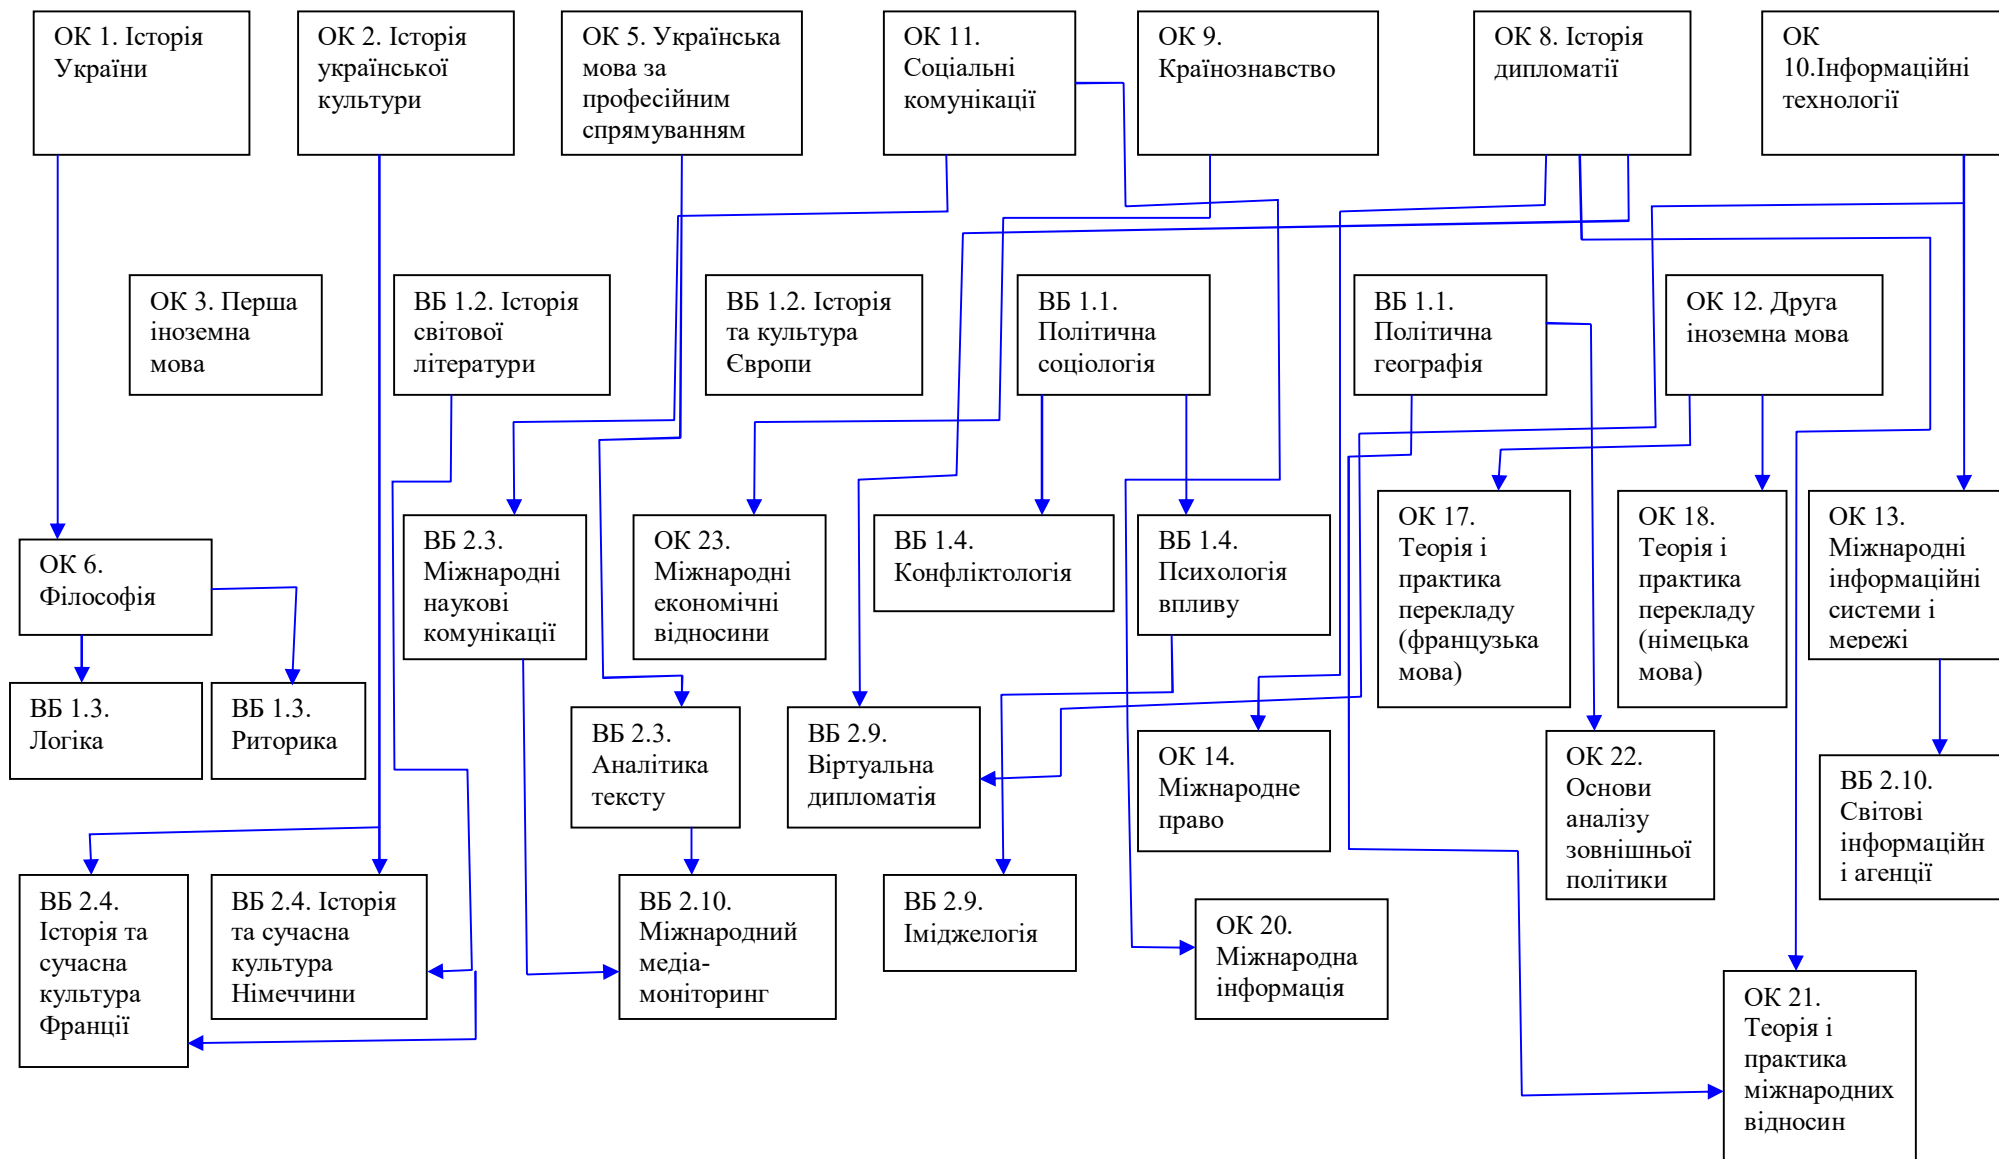 ОК 1. Історія
України
ОК 2. Історія
української
культури
ОК 5. Українська
мова за
професійним
спрямуванням
ОК 11.
Соціальні
комунікації
ОК 9.
Країнознавство
ОК 8. Історія
дипломатії
ОК
10.Інформаційні
технології
ОК 3. Перша
іноземна
мова
ВБ 1.2. Історія
світової
літератури
ВБ 1.2. Історія
та культура
Європи
ВБ 1.1.
Політична
соціологія
ВБ 1.1.
Політична
географія
ОК 12. Друга
іноземна мова
ОК 6.
Філософія
ВБ 2.3.
Міжнародні
наукові
комунікації
ОК 23.
Міжнародні
економічні
відносини
ВБ 1.4.
Конфліктологія
ВБ 1.4.
Психологія
впливу
ОК 17.
Теорія і
практика
перекладу
(французька
мова)
ОК 18.
Теорія і
практика
перекладу
(німецька
мова)
ОК 13.
Міжнародні
інформаційні
системи і
мережі
ВБ 1.3.
Логіка
ВБ 1.3.
Риторика
ВБ 2.3.
Аналітика
тексту
ВБ 2.9.
Віртуальна
дипломатія
ОК 14.
Міжнародне
право
ОК 22.
Основи
аналізу
зовнішньої
політики
ВБ 2.10.
Світові
інформаційн
і агенції
ВБ 2.4.
Історія та
сучасна
культура
Франції
ВБ 2.4. Історія
та сучасна
культура
Німеччини
ВБ 2.10.
Міжнародний
медіа-
моніторинг
ВБ 2.9.
Іміджелогія
ОК 20.
Міжнародна
інформація
ОК 21.
Теорія і
практика
міжнародних
відносин